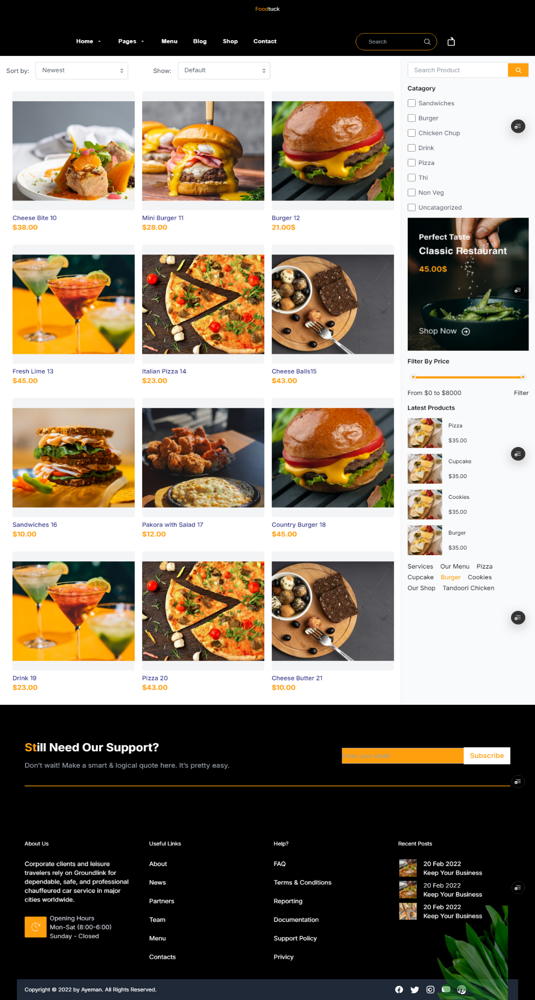 Foodtuck
Home
Pages
Menu
Blog
Shop
Contact
Search
Sort by:
Newest
Show:
Default
Search Product
Cheese Bite 10
$38.00
Mini Burger 11
$28.00
Burger 12
21.00$
Fresh Lime 13
$45.00
Italian Pizza 14
$23.00
Cheese Balls15
$43.00
Sandwiches 16
$10.00
Pakora with Salad 17
$12.00
Country Burger 18
$45.00
Drink 19
$23.00
Pizza 20
$43.00
Cheese Butter 21
$10.00
Catagory
Sandwiches
Burger
Chicken Chup
Drink
Pizza
Thi
Non Veg
Uncatagorized
Perfect Taste
Classic Restaurant
45.00$
Shop Now
Filter By Price
From $0 to $8000
Filter
Latest Products
Pizza
$35.00
Cupcake
$35.00
Cookies
$35.00
Burger
$35.00
Services Our Menu Pizza
Cupcake Burger Cookies
Our Shop Tandoori Chicken
Still Need Our Support?
Don't wait! Make a smart & logical quote here. It's pretty easy.
Enter your email
Subscribe
About Us
Corporate clients and leisure
travelers rely on Groundlink for
dependable, safe, and professional
chauffeured car service in major
cities worldwide.
Opening Hours
Mon-Sat (8:00-6:00)
Sunday - Closed
Useful Links
About
News
Partners
Team
Menu
Contacts
Help?
FAQ
Terms & Conditions
Reporting
Documentation
Support Policy
Privicy
Recent Posts
20 Feb 2022
Keep Your Business
20 Feb 2022
Keep Your Business
20 Feb 2022
Keep Your Business
Copyright © 2022 by Ayeman. All Rights Reserved.